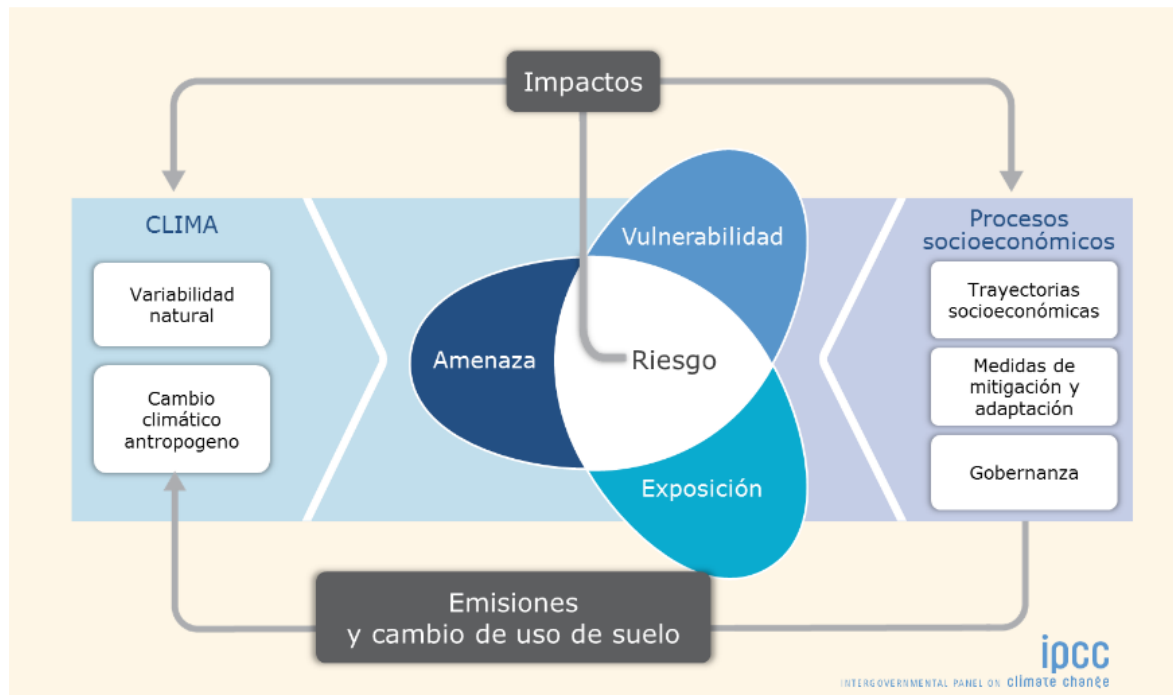 Impactos
CLIMA
Variabilidad
natural
Cambio
climático
antropogeno
Vulnerabilidad
Amenaza
Riesgo
Exposición
Procesos
socioeconómicos
Trayectorias
socioeconómicas
Medidas de
mitigación y
adaptación
Gobernanza
Emisiones
y cambio de uso de suelo
ipcc
INTERGOVERNMENTAL PANEL ON climate change